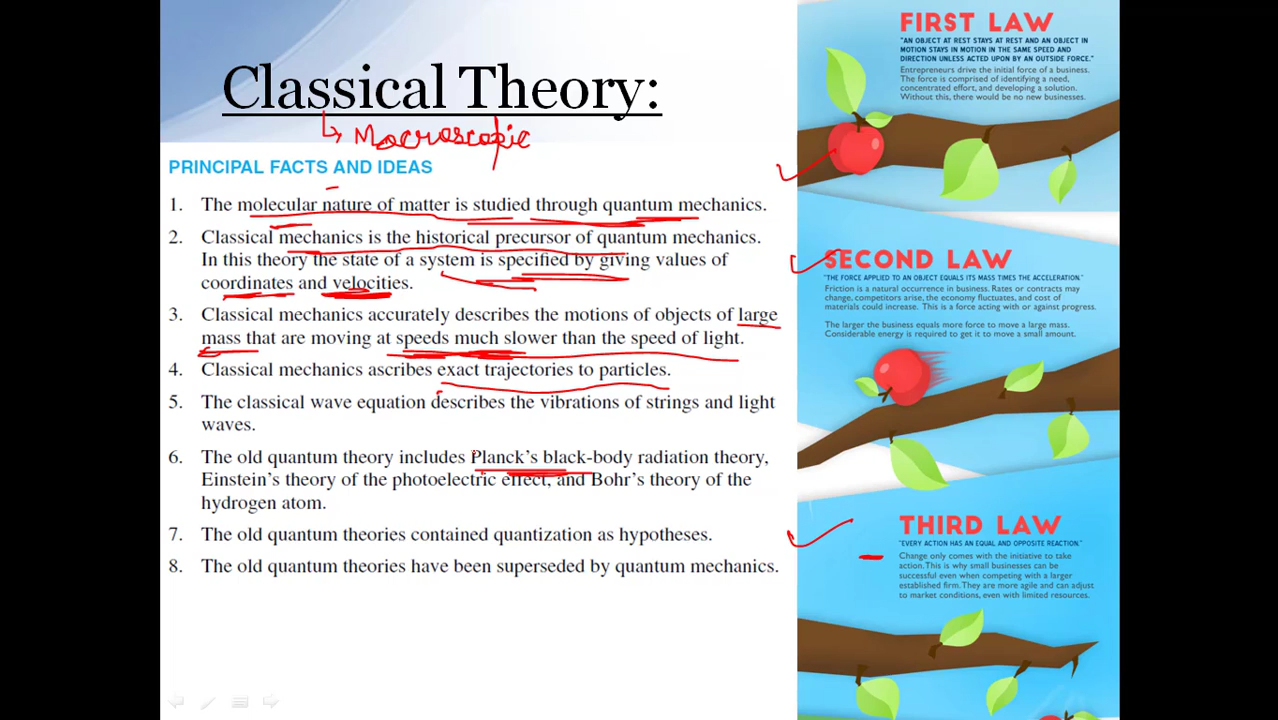 Classical Theory:
Macroscopic
PRINCIPAL FACTS AND IDEAS
1. The molecular nature of matter is studied through quantum mechanics.
2. Classical mechanics is the historical precursor of quantum mechanics.
In this theory the state of a system is specified by giving values of
coordinates and velocities.
3. Classical mechanics accurately describes the motions of objects of large
mass that are moving at speeds much slower than the speed of light.
4. Classical mechanics ascribes exact trajectories to particles.
5. The classical wave equation describes the vibrations of strings and light
waves.
6. The old quantum theory includes Planck's black-body radiation theory,
Einstein's theory of the photoelectric effect, and Bohr's theory of the
hydrogen atom.
7. The old quantum theories contained quantization as hypotheses.
8. The old quantum theories have been superseded by quantum mechanics.
FIRST LAW
"AN OBJECT AT REST STAYS AT REST AND AN OBJECT IN
MOTION STAYS IN MOTION IN THE SAME SPEED AND
DIRECTION UNLESS ACTED UPON BY AN OUTSIDE FORCE."
Entrepreneurs drive the initial force of a business.
The force is comprised of identifying a need,
concentrated effort, and developing a solution.
Without this, there would be no new businesses.
SECOND LAW
"THE FORCE APPLIED TO AN OBJECT EQUALS ITS MASS TIMES THE ACCELERATION."
Friction is a natural occurrence in business. Rates or contracts may
change, competitors arise, the economy fluctuates, and cost of
materials could increase. This is a force acting with or against progress.
The larger the business equals more force to move a large mass.
Considerable energy is required to get it to move a small amount.
THIRD LAW
"EVERY ACTION HAS AN EQUAL AND OPPOSITE REACTION."
Change only comes with the initiative to take
action. This is why small businesses can be
successful even when competing with a larger
established firm. They are more agile and can adjust
to market conditions, even with limited resources.